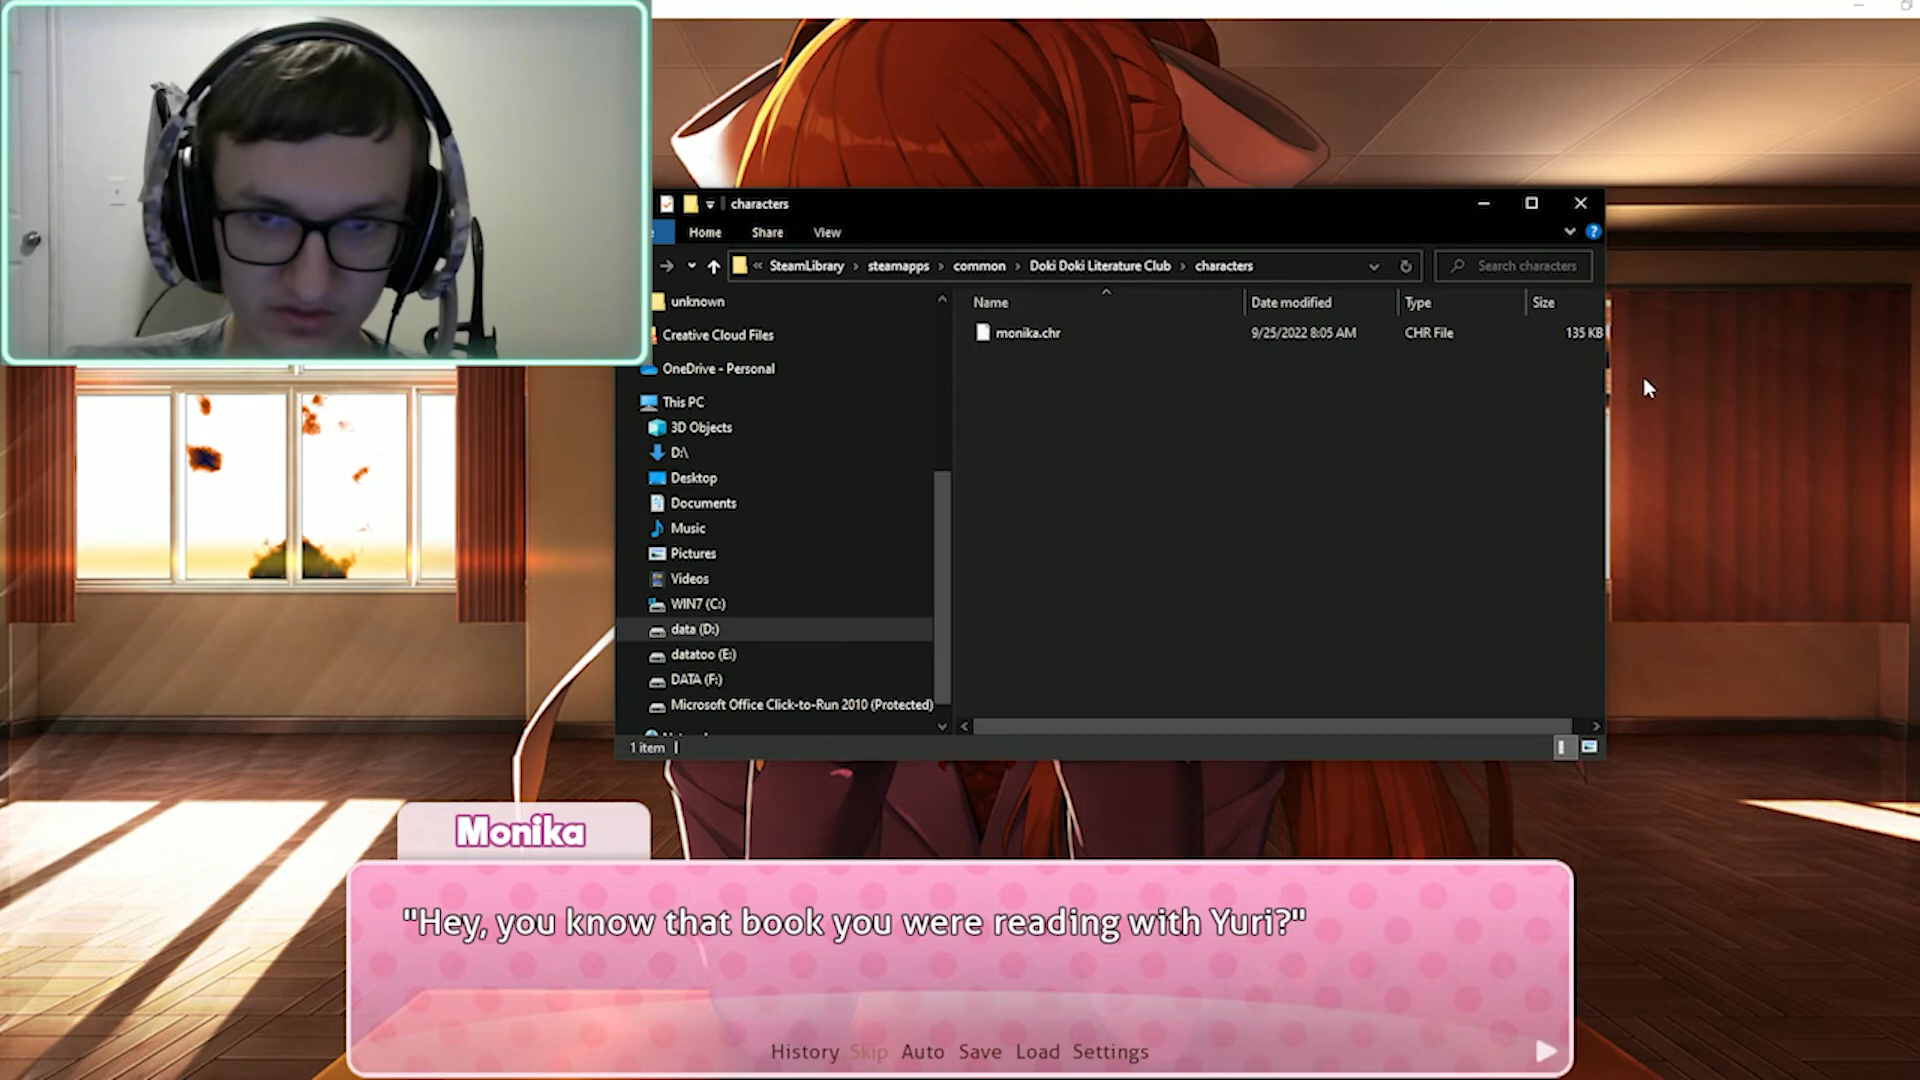 characters
Home Share View
« SteamLibrary › steamapps › common › Doki Doki Literature Club › characters
Search characters
Name Date modified Type Size
monika.chr 9/25/2022 8:05 AM CHR File 135 KB
unknown
Creative Cloud Files
OneDrive - Personal
This PC
3D Objects
D:\
Desktop
Documents
Music
Pictures
Videos
WIN7 (C:)
data (D:)
datatoo (E:)
DATA (F:)
Microsoft Office Click-to-Run 2010 (Protected)
1 item
Monika
"Hey, you know that book you were reading with Yuri?"
History Skip Auto Save Load Settings